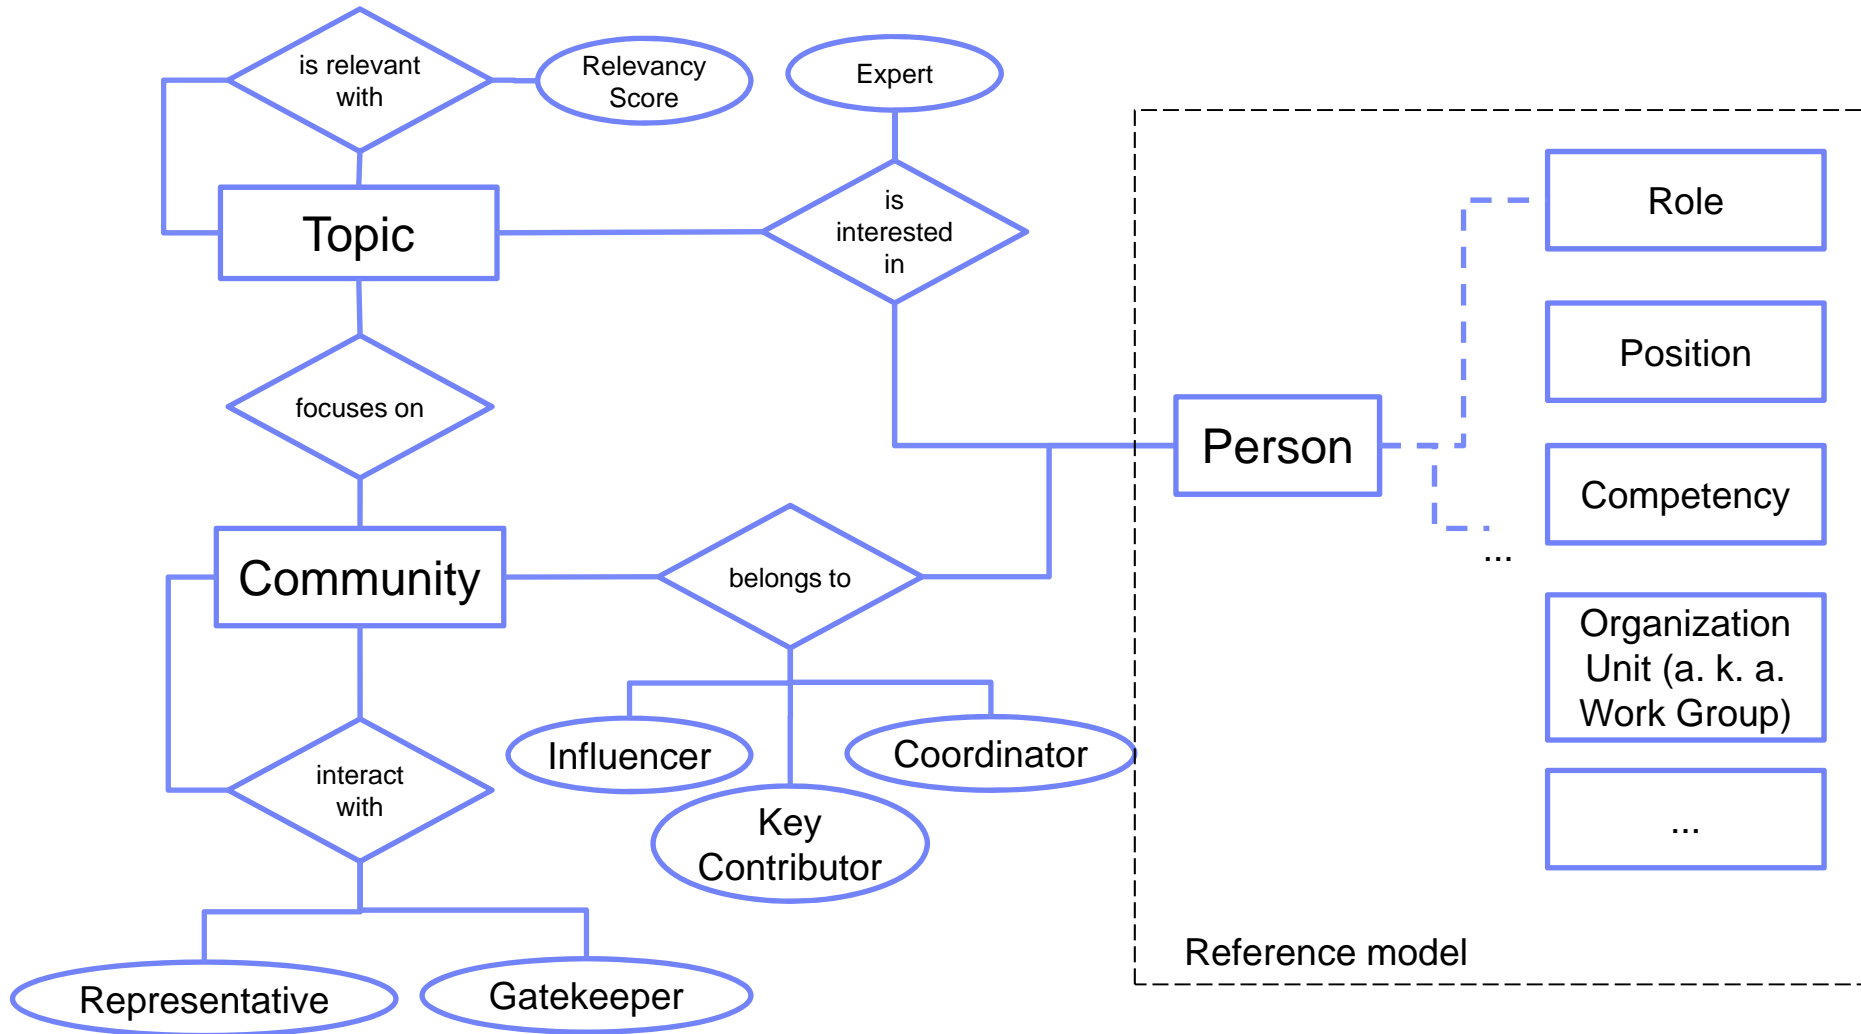 is relevant
with
Relevancy
Score
Expert
Topic
is
interested
in
Role
Position
focuses on
Person
Competency
...
Community
belongs to
Organization
Unit (a. k. a.
Work Group)
interact
with
Influencer
Coordinator
Key
Contributor
...
Reference model
Representative
Gatekeeper